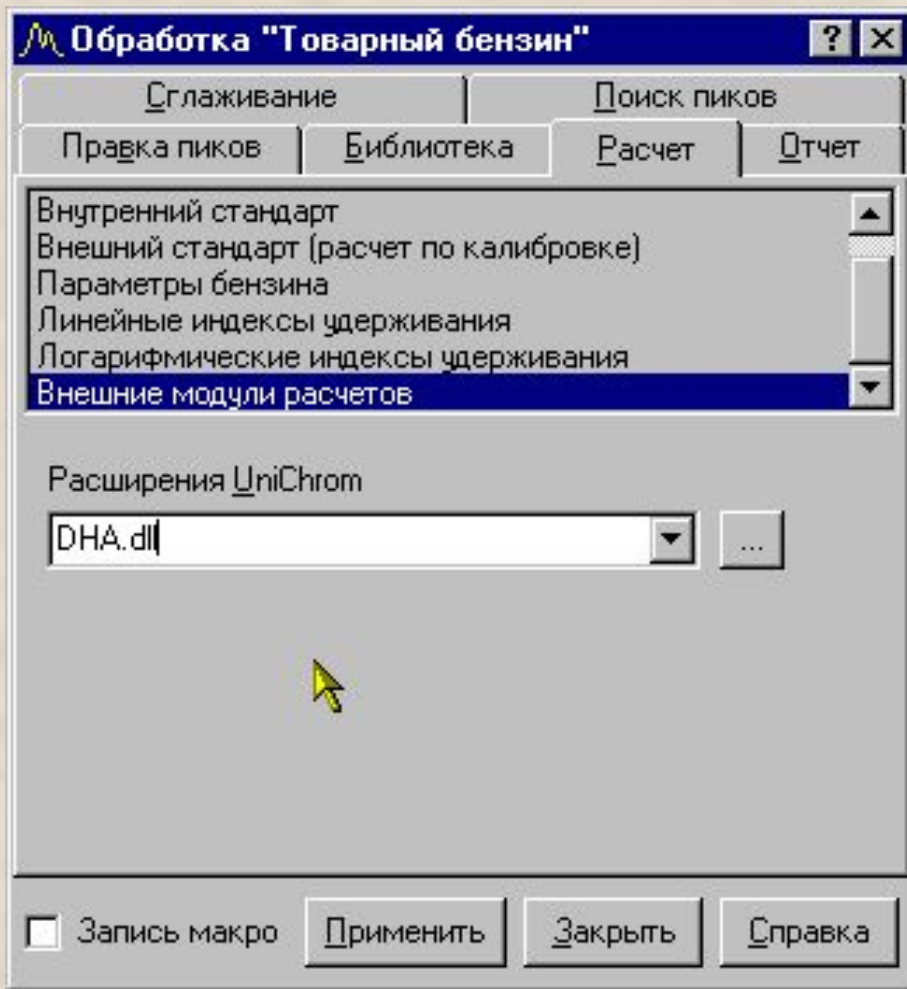 Обработка "Товарный бензин"
Сглаживание Поиск пиков
Правка пиков Библиотека Расчет Отчет
Внутренний стандарт
Внешний стандарт (расчет по калибровке)
Параметры бензина
Линейные индексы удерживания
Логарифмические индексы удерживания
Внешние модули расчетов
Расширения UniChrom
DHA.dll
...
Запись макро Применить Закрыть Справка